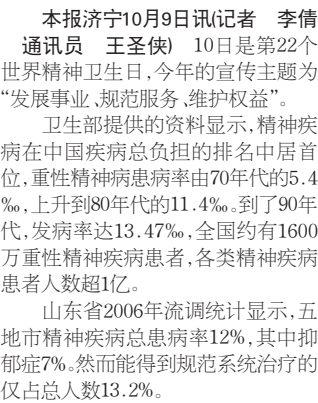 本报济宁10月9日讯(记者 李倩
通讯员 王圣侠) 10日是第22个
世界精神卫生日，今年的宣传主题为
“发展事业、规范服务、维护权益”。
卫生部提供的资料显示，精神疾
病在中国疾病总负担的排名中居首
位，重性精神病患病率由70年代的5.4
‰，上升到80年代的11.4‰。到了90年
代，发病率达13.47‰，全国约有1600
万重性精神疾病患者，各类精神疾病
患者人数超1亿。
山东省2006年流调统计显示，五
地市精神疾病总患病率12%，其中抑
郁症7%。然而能得到规范系统治疗的
仅占总人数13.2%。